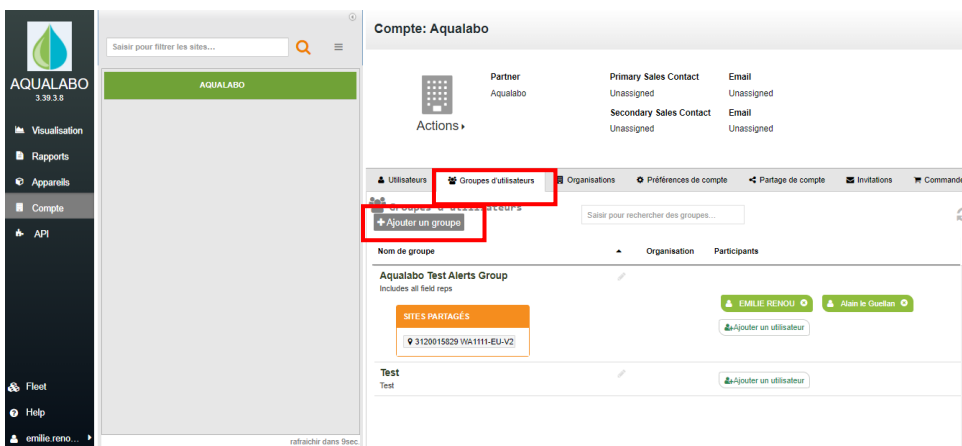 AQUALABO
3.39.3.8
Visualisation
Rapports
Appareils
Compte
API
Fleet
Help
emilie.reno...
Saisir pour filtrer les sites...
AQUALABO
rafraichir dans 9sec.
Compte: Aqualabo
Actions
Partner
Aqualabo
Primary Sales Contact
Email
Unassigned
Unassigned
Secondary Sales Contact
Email
Unassigned
Unassigned
Utilisateurs
Groupes d'utilisateurs
Organisations
Préférences de compte
Partage de compte
Invitations
Commande
Groupes d'utilisateurs
Ajouter un groupe
Saisir pour rechercher des groupes...
Nom de groupe
Organisation
Participants
Aqualabo Test Alerts Group
Includes all field reps
SITES PARTAGÉS
3120015829 WA1111-EU-V2
EMILIE RENOU
Alain le Guellan
Ajouter un utilisateur
Test
Test
Ajouter un utilisateur